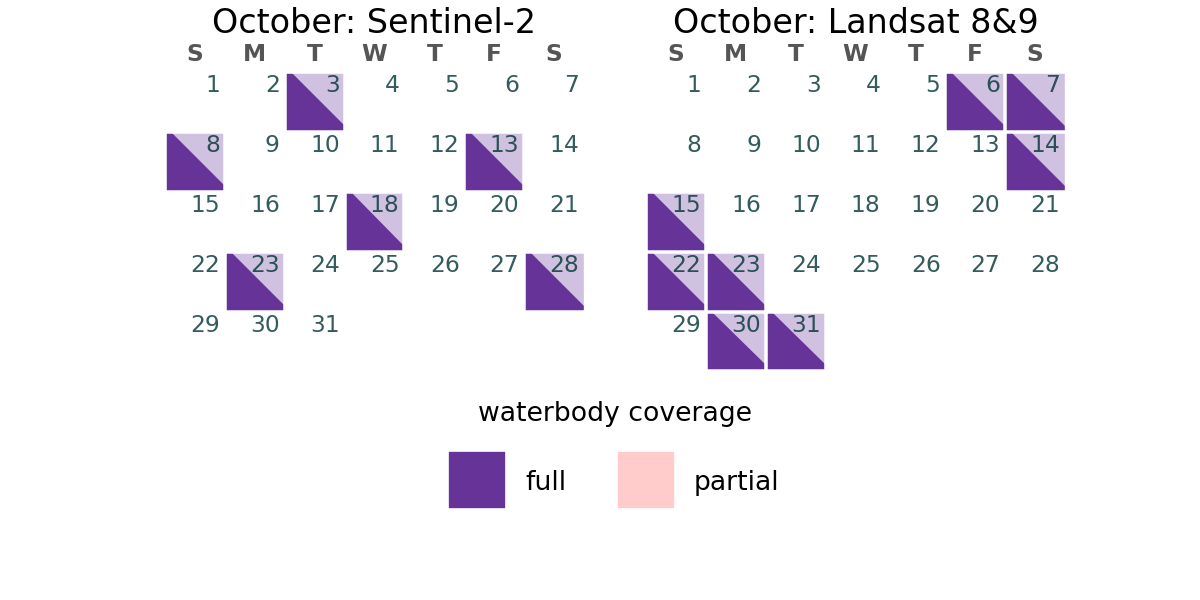 October: Sentinel-2
S M T W T F S
1 2 3 4 5 6 7
8 9 10 11 12 13 14
15 16 17 18 19 20 21
22 23 24 25 26 27 28
29 30 31
October: Landsat 8&9
S M T W T F S
1 2 3 4 5 6 7
8 9 10 11 12 13 14
15 16 17 18 19 20 21
22 23 24 25 26 27 28
29 30 31
waterbody coverage
full partial